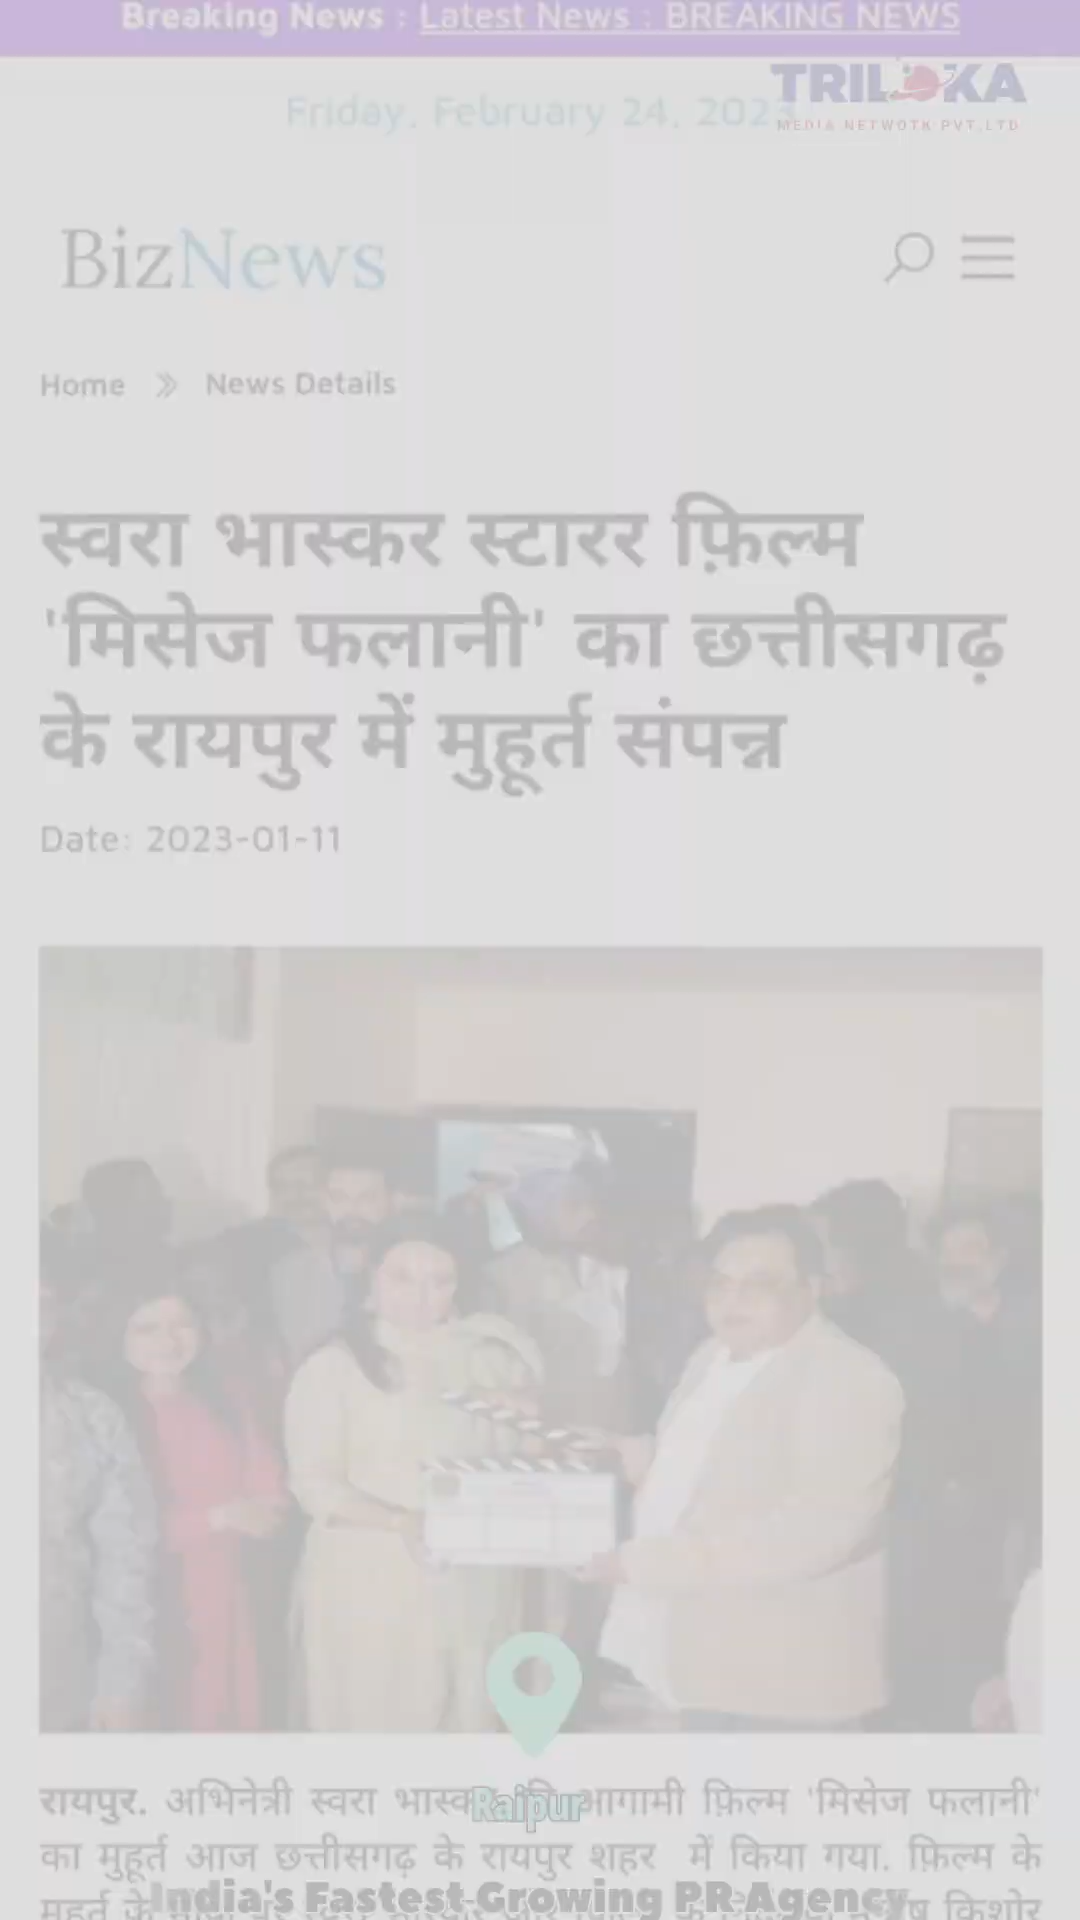 Breaking News : Latest News : BREAKING NEWS
TRILOKA
MEDIA NETWOTK PVT.LTD
Friday, February 24, 2023
BizNews
Home » News Details
स्वरा भास्कर स्टारर फ़िल्म
'मिसेज फलानी' का छत्तीसगढ़
के रायपुर में मुहूर्त संपन्न
Date: 2023-01-11
रायपुर. अभिनेत्री स्वरा भास्कर की आगामी फ़िल्म 'मिसेज फलानी'
Raipur
का मुहूर्त आज छत्तीसगढ़ के रायपुर शहर में किया गया. फ़िल्म के
India's Fastest-Growing PR Agency
किशोर